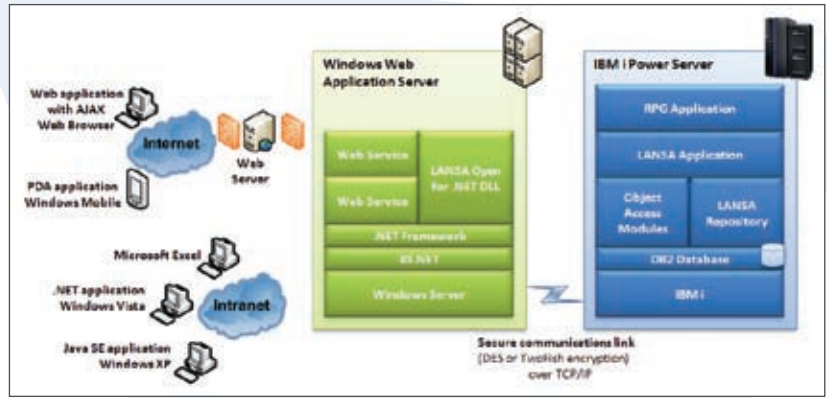 Web application
with AJAX
Web Browser
Internet
Web
Server
PDA application
Windows Mobile
Microsoft Excel
.NET application
Windows Vista
Intranet
Java SE application
Windows XP
Windows Web
Application Server
Web Service
Web Service
LANSA Open
for .NET DLL
.NET Framework
Windows Server
Secure communications link
(DES or TwoFish encryption)
over TCP/IP
IBM i Power Server
RPG Application
LANSA Application
Object
Access
Modules
LANSA
Repository
DB2 Database
IBM i